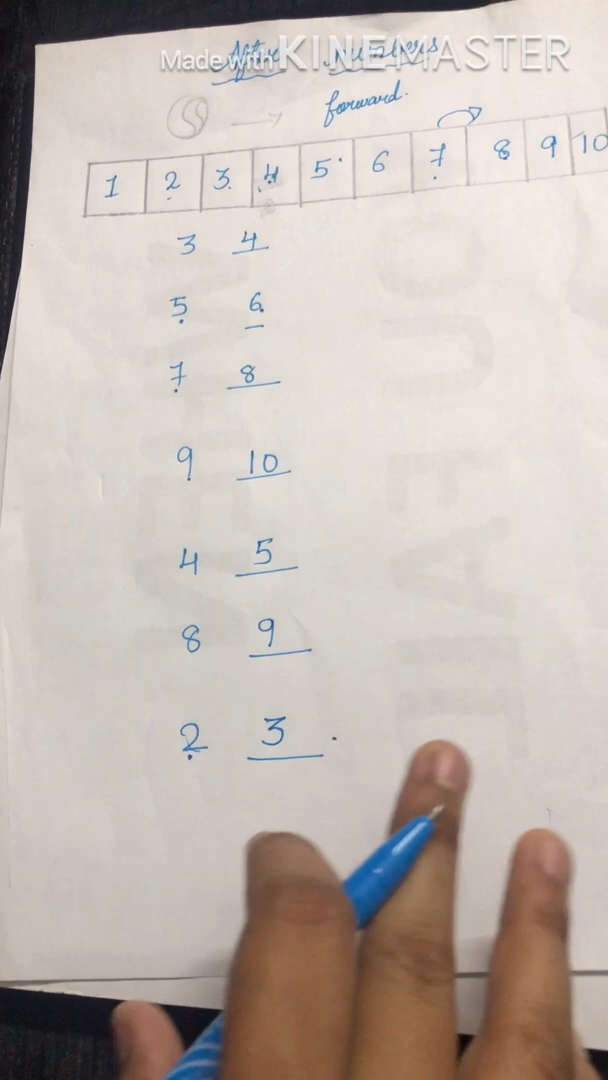 After numbers
Made with KINEMASTER
forward.
1 2 3 4 5 6 7 8 9 10
3 4
5 6
7 8
9 10
4 5
8 9
2 3